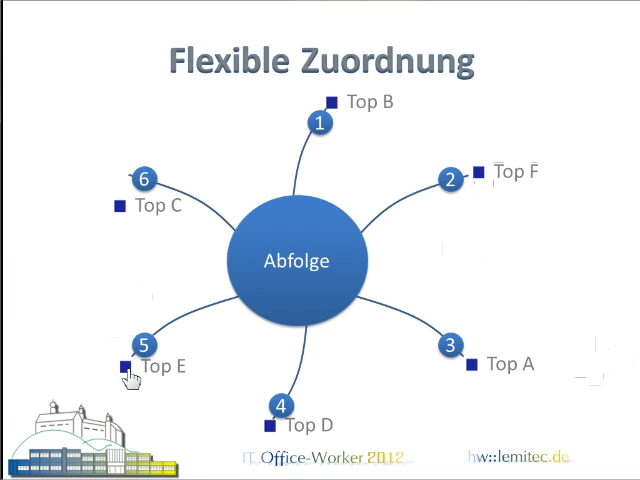 Flexible Zuordnung
Top B
1
6
2
Top F
Top C
Abfolge
5
3
Top E
Top A
4
Top D
IT Office-Worker 2012
hw::lemitec.de